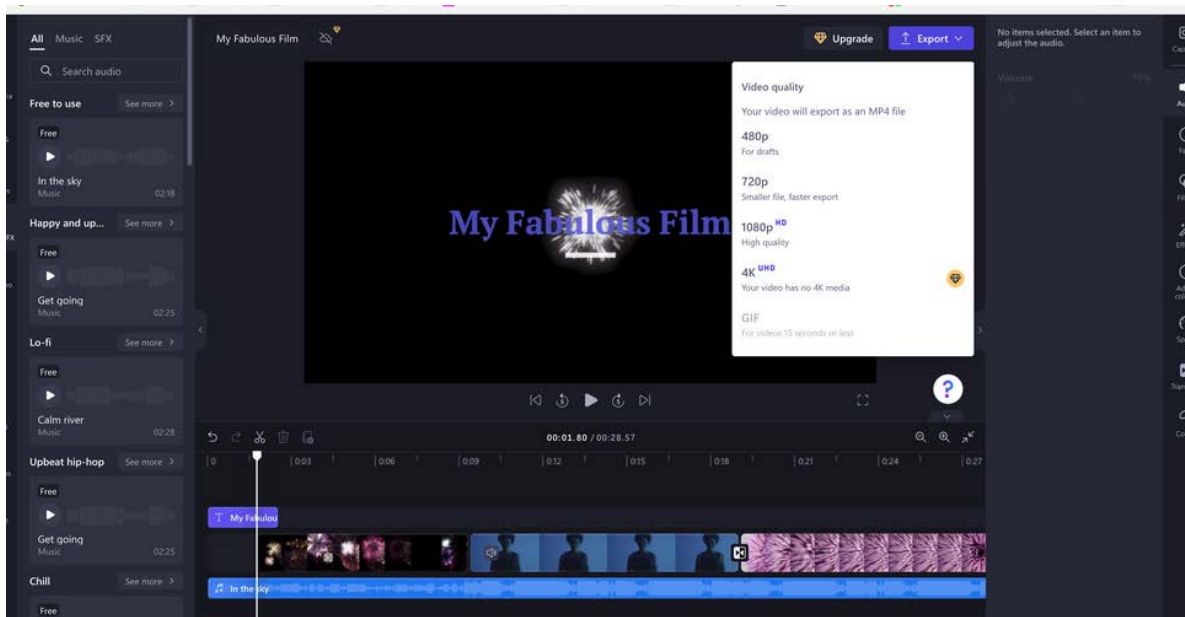 All Music SFX
Search audio
Free to use See more >
Free
In the sky
Music 02:18
Happy and up... See more >
Free
Get going
Music 02:25
Lo-fi See more >
Free
Calm river
Music 02:28
Upbeat hip-hop See more >
Free
Get going
Music 02:25
Chill See more >
Free
My Fabulous Film
Upgrade
Export
My Fabulous Film
Video quality
Your video will export as an MP4 file
480p
For drafts
720p
Smaller file, faster export
1080p HD
High quality
4K UHD
Your video has no 4K media
GIF
For videos 15 seconds or less
?
00:01.80 / 00:28.57
0 0:03 0:06 0:09 0:12 0:15 0:18 0:21 0:24 0:27
T My Fabulou
In the sky
No items selected. Select an item to
adjust the audio.
Volume